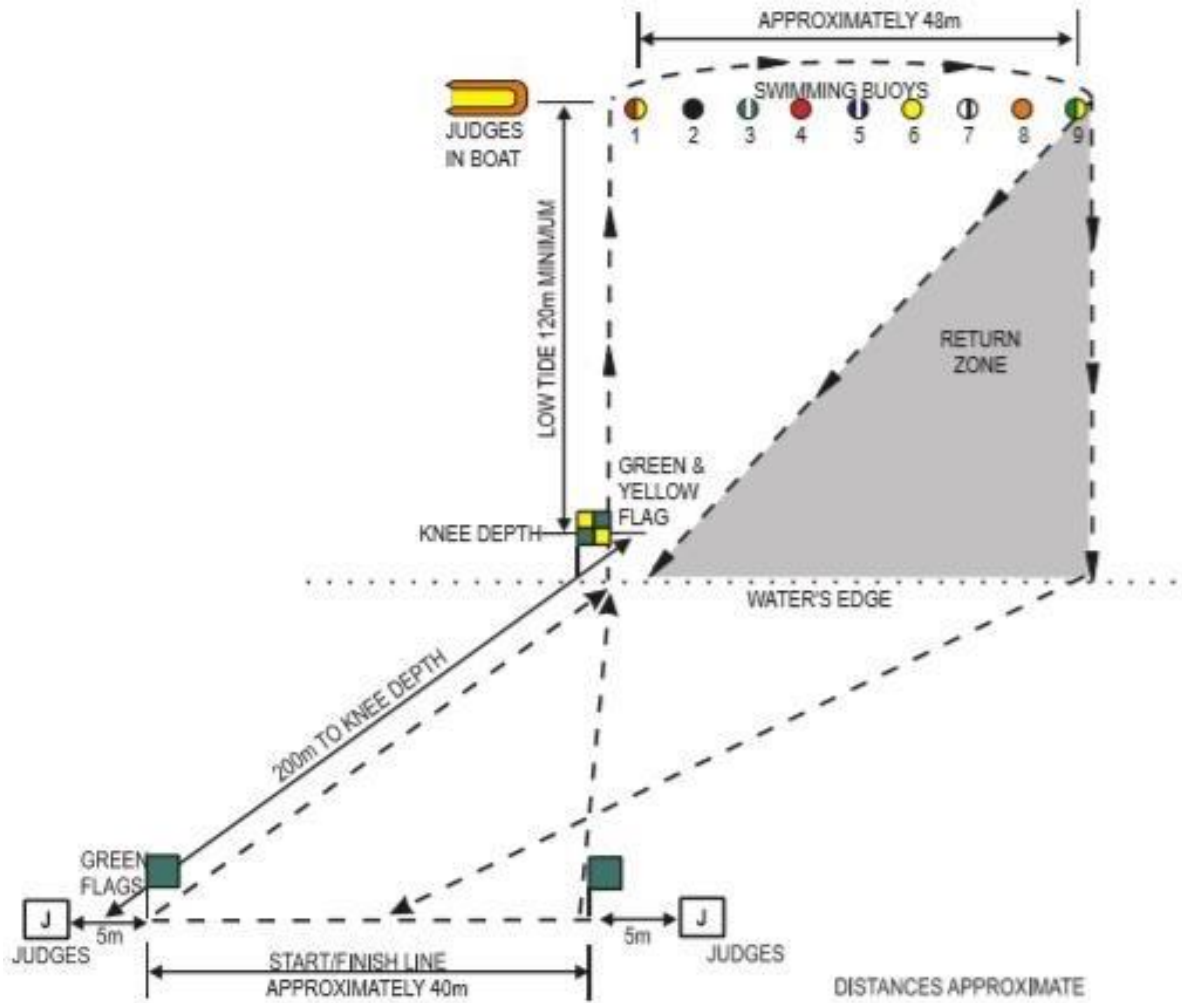 APPROXIMATELY 48m
SWIMMING BUOYS
1 2 3 4 5 6 7 8 9
JUDGES
IN BOAT
LOW TIDE 120m MINIMUM
RETURN
ZONE
GREEN &
YELLOW
FLAG
KNEE DEPTH
WATER'S EDGE
200m TO KNEE DEPTH
GREEN
FLAGS
J
5m
JUDGES
J
5m
JUDGES
START/FINISH LINE
APPROXIMATELY 40m
DISTANCES APPROXIMATE